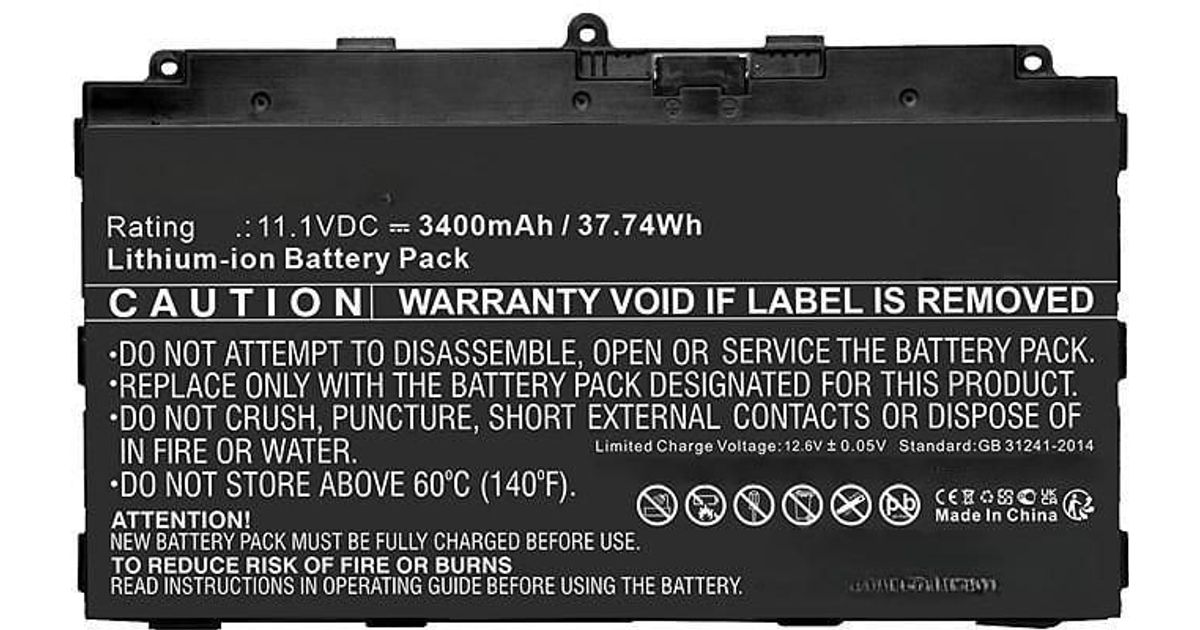 Rating .: 11.1VDC ⎓ 3400mAh / 37.74Wh
Lithium-ion Battery Pack
CAUTION WARRANTY VOID IF LABEL IS REMOVED
•DO NOT ATTEMPT TO DISASSEMBLE, OPEN OR SERVICE THE BATTERY PACK.
•REPLACE ONLY WITH THE BATTERY PACK DESIGNATED FOR THIS PRODUCT.
•DO NOT CRUSH, PUNCTURE, SHORT EXTERNAL CONTACTS OR DISPOSE OF
IN FIRE OR WATER.
Limited Charge Voltage: 12.6V ± 0.05V Standard: GB 31241-2014
•DO NOT STORE ABOVE 60ºC (140ºF).
Pb
CE UKCA
Made In China
ATTENTION!
NEW BATTERY PACK MUST BE FULLY CHARGED BEFORE USE.
TO REDUCE RISK OF FIRE OR BURNS
READ INSTRUCTIONS IN OPERATING GUIDE BEFORE USING THE BATTERY.